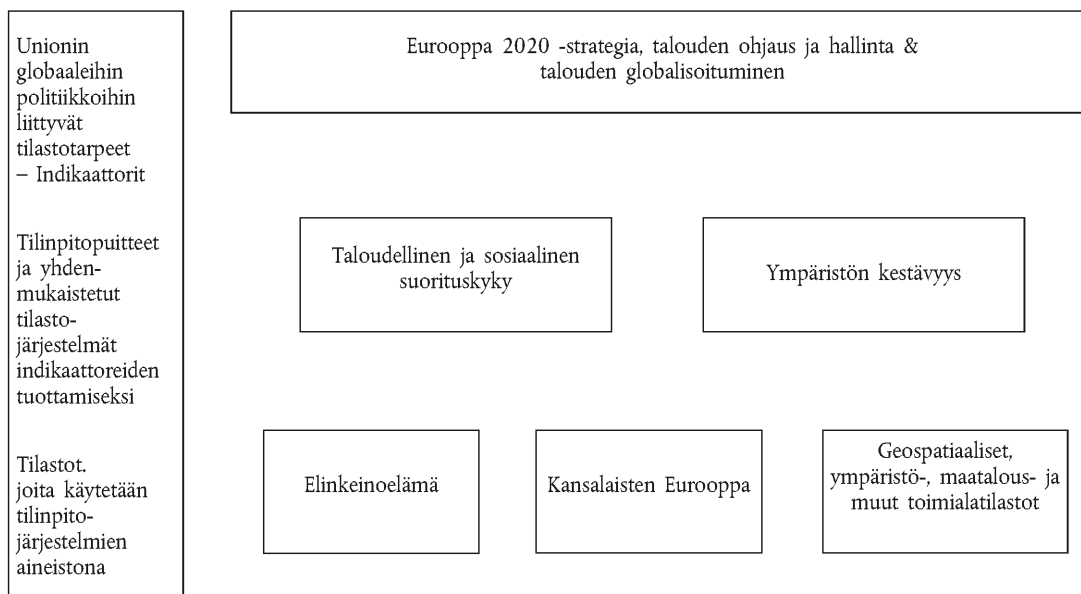 Unionin
globaaleihin
politiikkoihin
liittyvät
tilastotarpeet
– Indikaattorit
Eurooppa 2020 -strategia, talouden ohjaus ja hallinta &
talouden globalisoituminen
Tilinpitopuitteet
ja yhden-
mukaistetut
tilasto-
järjestelmät
indikaattoreiden
tuottamiseksi
Taloudellinen ja sosiaalinen
suorituskyky
Ympäristön kestävyys
Tilastot.
joita käytetään
tilinpito-
järjestelmien
aineistona
Elinkeinoelämä
Kansalaisten Eurooppa
Geospatiaaliset,
ympäristö-, maatalous- ja
muut toimialatilastot